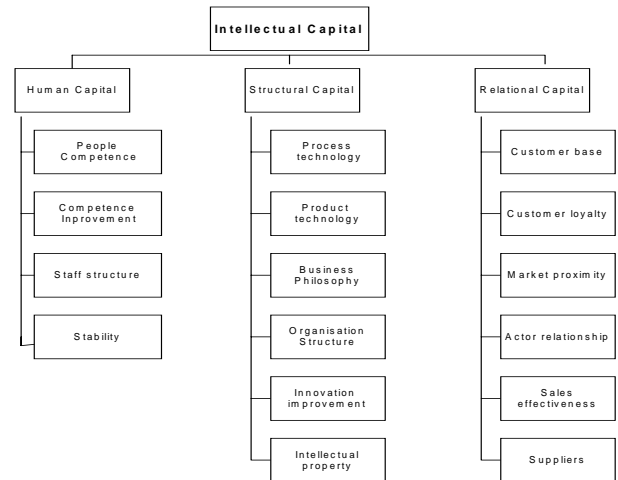 Intellectual Capital
Human Capital
People
Competence
Competence
Inprovement
Staff structure
Stability
Structural Capital
Process
technology
Product
technology
Business
Philosophy
Organisation
Structure
Innovation
improvement
Intellectual
property
Relational Capital
Customer base
Customer loyalty
Market proximity
Actor relationship
Sales
effectiveness
Suppliers